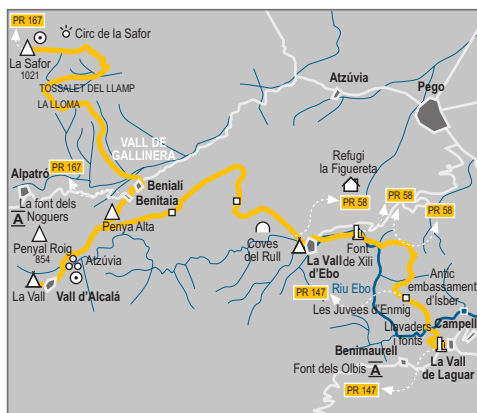 PR 167
Circ de la Safor
La Safor
1021
TOSSALET DEL LLAMP
LA LLOMA
Atzúvia
Pego
VALL DE
GALLINERA
PR 167
Alpatró
Benialí
Benitaia
Refugi
la Figuereta
La font dels
A Noguers
Penya Alta
PR 58
PR 58
PR 58
Penyal Roig
854
Atzúvia
Coves
del Rull
La Vall
d'Ebo
Font
de Xili
La Vall
Vall d'Alcalá
Antic
embassament
d'Ísber
PR 147
Riu Ebo
Les Juvees d'Enmig
Llavaders
i fonts
Campell
Benimaurell
Font dels Olbis A
La Vall
de Laguar
PR 147